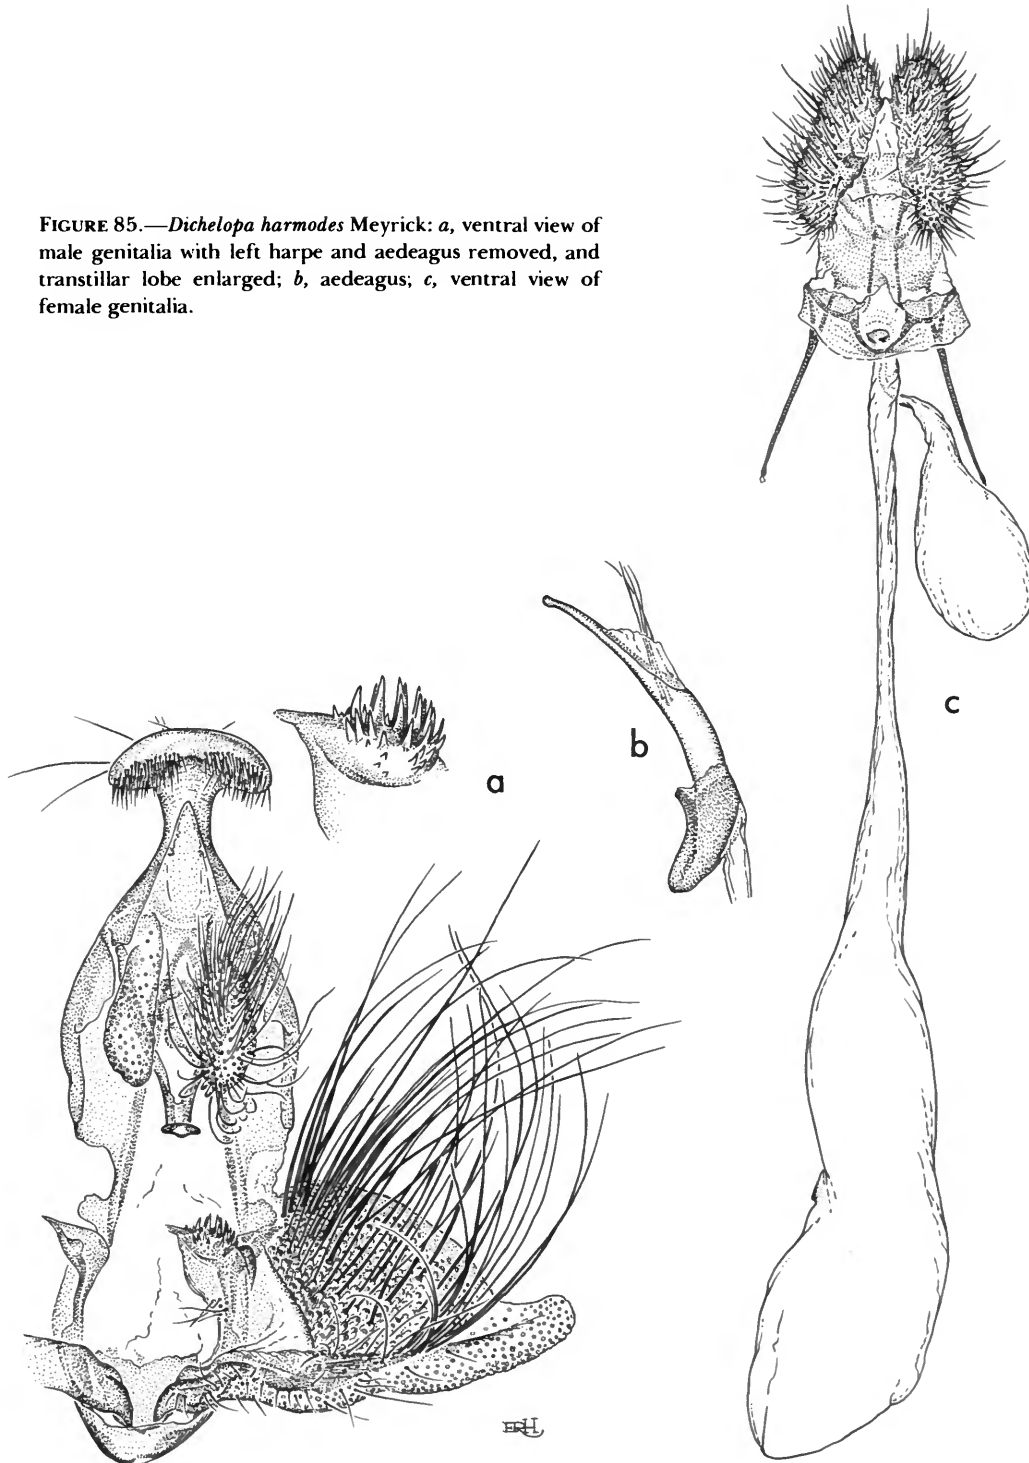 FIGURE 85.—Dichelopa harmodes Meyrick: a, ventral view of
male genitalia with left harpe and aedeagus removed, and
transtillar lobe enlarged; b, aedeagus; c, ventral view of
female genitalia.
c
b
a
ERH